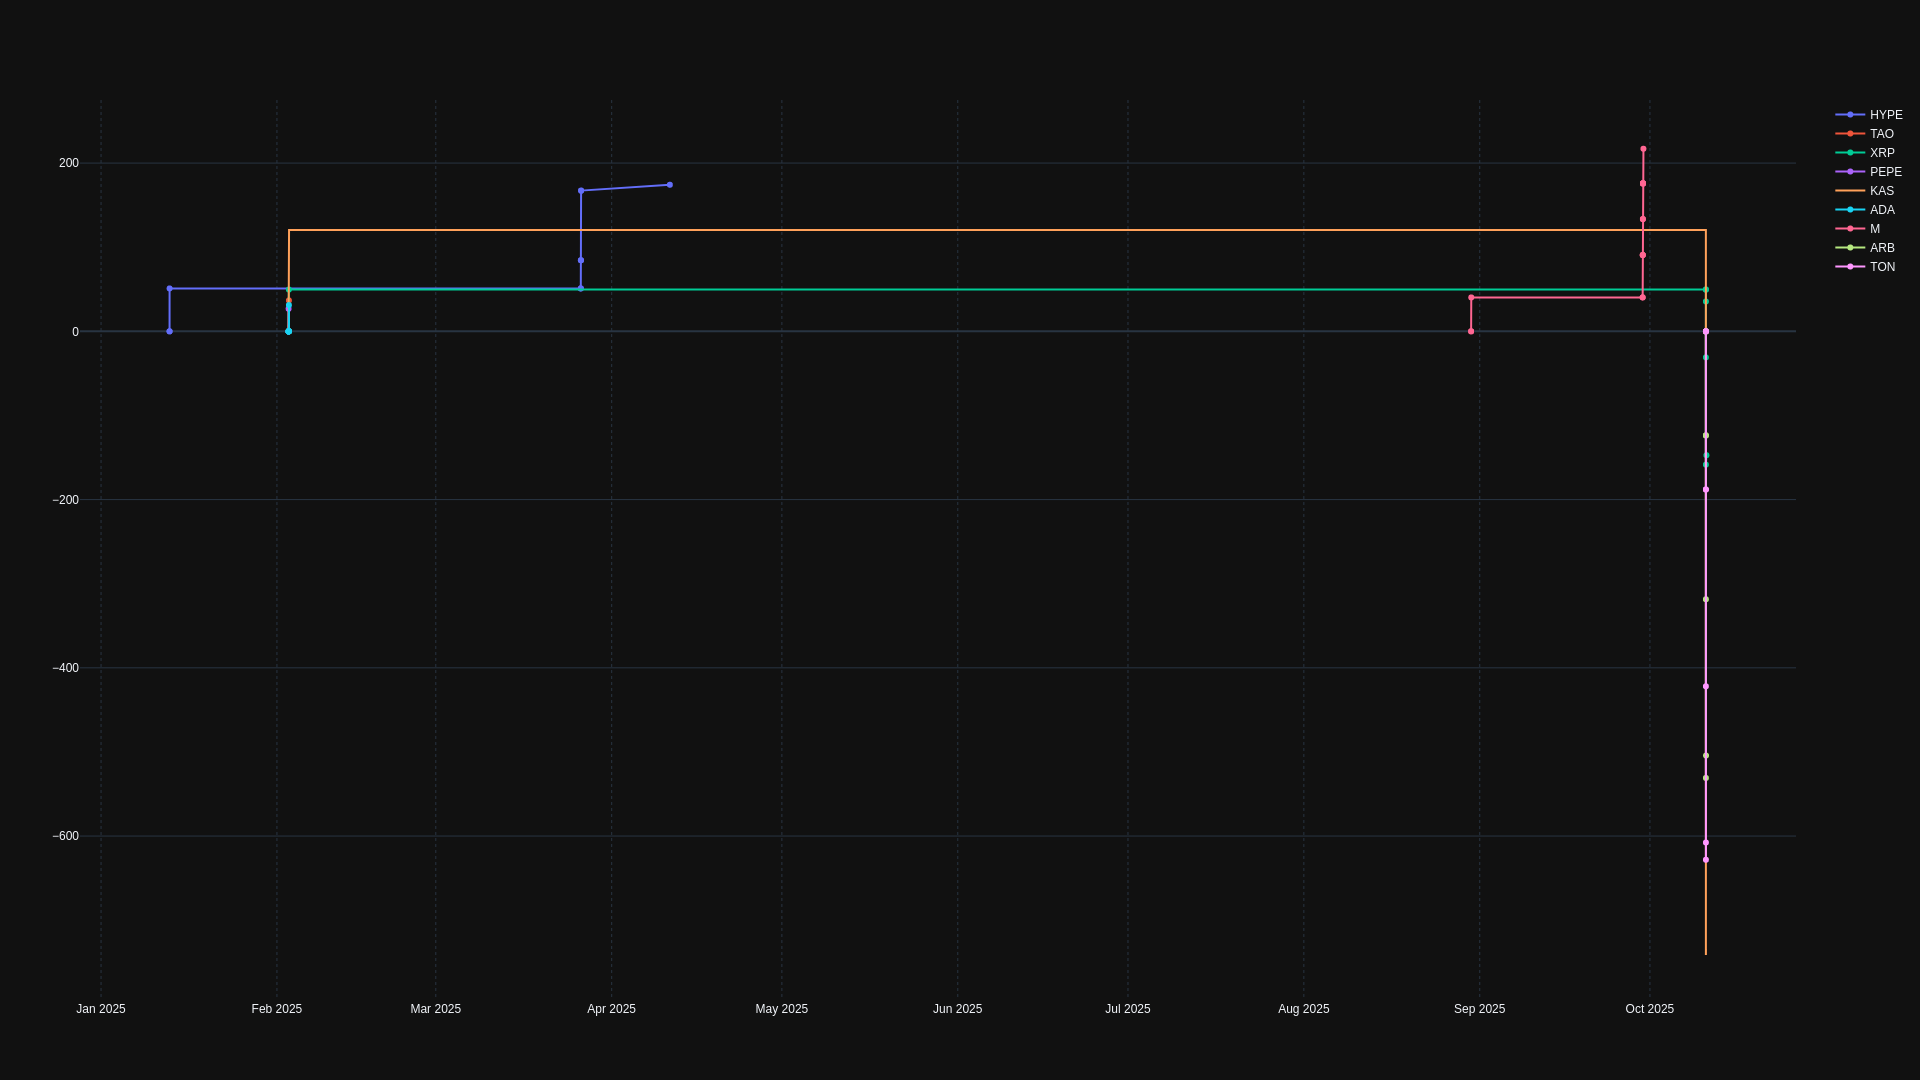 HYPE
TAO
XRP
PEPE
KAS
ADA
M
ARB
TON
200
0
−200
−400
−600
Jan 2025
Feb 2025
Mar 2025
Apr 2025
May 2025
Jun 2025
Jul 2025
Aug 2025
Sep 2025
Oct 2025